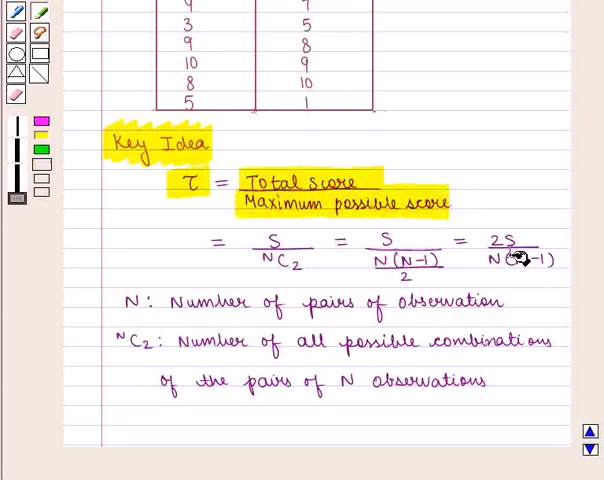 4 7
3 5
9 8
10 9
8 10
5 1
Key Idea
τ = Total score / Maximum possible score
= S / ᴺC₂ = S / (N(N-1) / 2) = 2S / N(N-1)
N: Number of pairs of observation
ᴺC₂: Number of all possible combinations
of the pairs of N observations